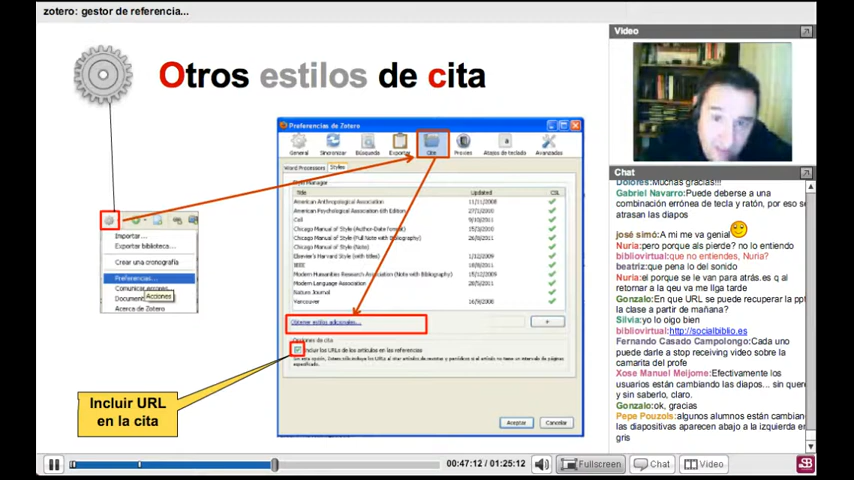 zotero: gestor de referencia...
Otros estilos de cita
Importar...
Exportar biblioteca...
Crear una cronografía
Preferencias...
Comunicar errores...
Acciones
Acerca de Zotero
Incluir URL
en la cita
Preferencias de Zotero
General
Sincronizar
Búsqueda
Exportar
Cite
Proxies
Atajos de teclado
Avanzadas
Word Processors
Styles
Style Manager
Title
Updated
CSL
American Anthropological Association
American Psychological Association 6th Edition
Cell
Chicago Manual of Style (Author-Date format)
Chicago Manual of Style (Full Note with Bibliography)
Chicago Manual of Style (Note)
Elsevier's Harvard Style (with titles)
IEEE
Modern Humanities Research Association (Note with Bibliography)
Modern Language Association
Nature Journal
Vancouver
Obtener estilos adicionales...
+
Opciones de cita
Incluir los URLs de los artículos en las referencias
Aceptar
Cancelar
Video
Chat
Dolores:Muchas gracias!!!
Gabriel Navarro: Puede deberse a una
combinación errónea de tecla y ratón, por eso se
atrasan las diapos
josé simó:A mi me va genial
Nuria:pero porque als pierde? no lo entiendo
bibliovirtual:que no entiendes, Nuria?
beatriz:que pena lo del sonido
Nuria:el porque se le van para atrás.es q al
retornar a la qeu va me llga tarde
Gonzalo:En que URL se puede recuperar la ppt
la clase a partir de mañana?
Silvia:yo lo oigo bien
bibliovirtual:http://socialbiblio.es
Fernando Casado Campolongo:Cada uno
puede darle a stop receiving video sobre la
camarita del profe
Xose Manuel Meijome:Efectivamente los
usuarios están cambiando las diapos... sin quere
y sin saberlo, claro.
Gonzalo:ok, gracias
Pepe Pouzols:algunos alumnos están cambian
las diapositivas aparecen abajo a la izquierda en
gris
00:47:12 / 01:25:12
Fullscreen
Chat
Video
SB